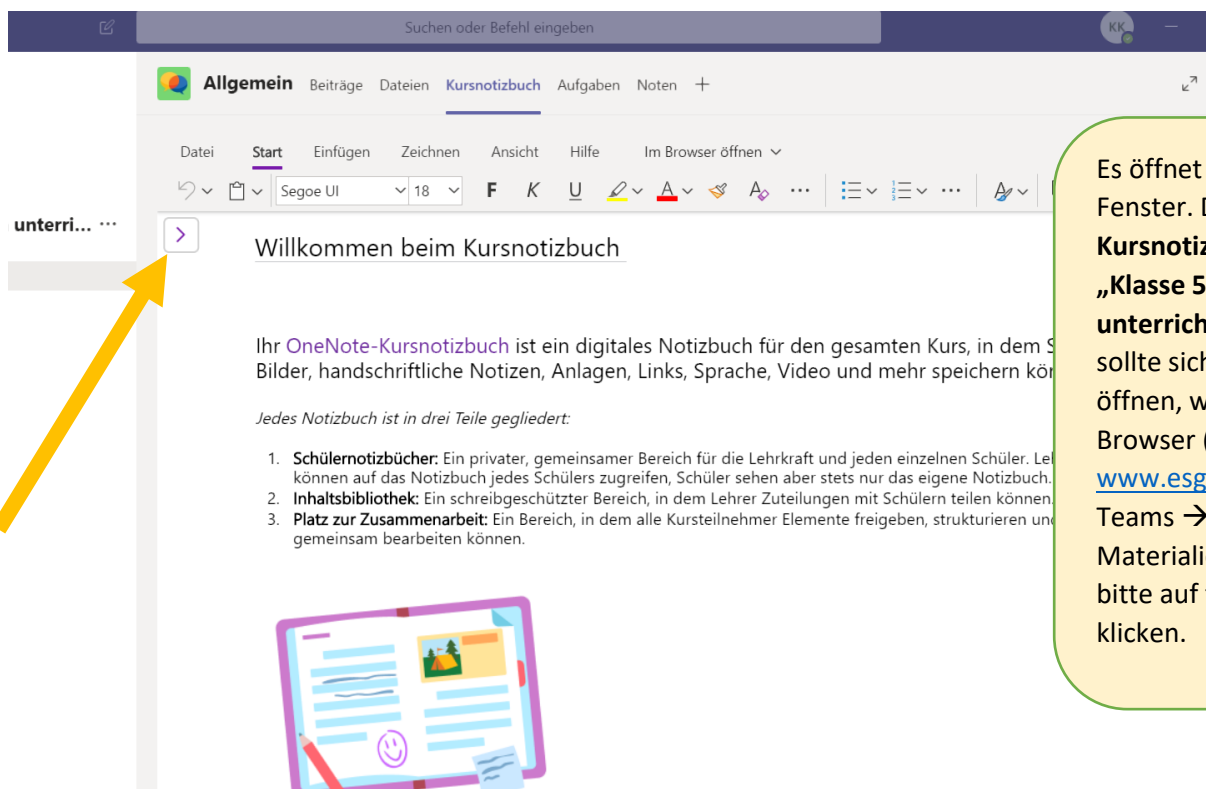 Suchen oder Befehl eingeben
KK
Allgemein Beiträge Dateien Kursnotizbuch Aufgaben Noten
Datei Start Einfügen Zeichnen Ansicht Hilfe Im Browser öffnen
Segoe UI 18 F K U A A
unterri... 
Willkommen beim Kursnotizbuch
Ihr OneNote-Kursnotizbuch ist ein digitales Notizbuch für den gesamten Kurs, in dem
Bilder, handschriftliche Notizen, Anlagen, Links, Sprache, Video und mehr speichern
Jedes Notizbuch ist in drei Teile gegliedert:
1. Schülernotizbücher: Ein privater, gemeinsamer Bereich für die Lehrkraft und jeden einzelnen Schüler.
können auf das Notizbuch jedes Schülers zugreifen, Schüler sehen aber stets nur das eigene Notizbuch.
2. Inhaltsbibliothek: Ein schreibgeschützter Bereich, in dem Lehrer Zuteilungen mit Schülern teilen können.
3. Platz zur Zusammenarbeit: Ein Bereich, in dem alle Kursteilnehmer Elemente freigeben, strukturieren und
gemeinsam bearbeiten können.
Es öffnet
Fenster.
Kursnotiz
„Klasse 5
unterrich
sollte sich
öffnen, w
Browser (
www.esg
Teams →
Materiali
bitte auf
klicken.